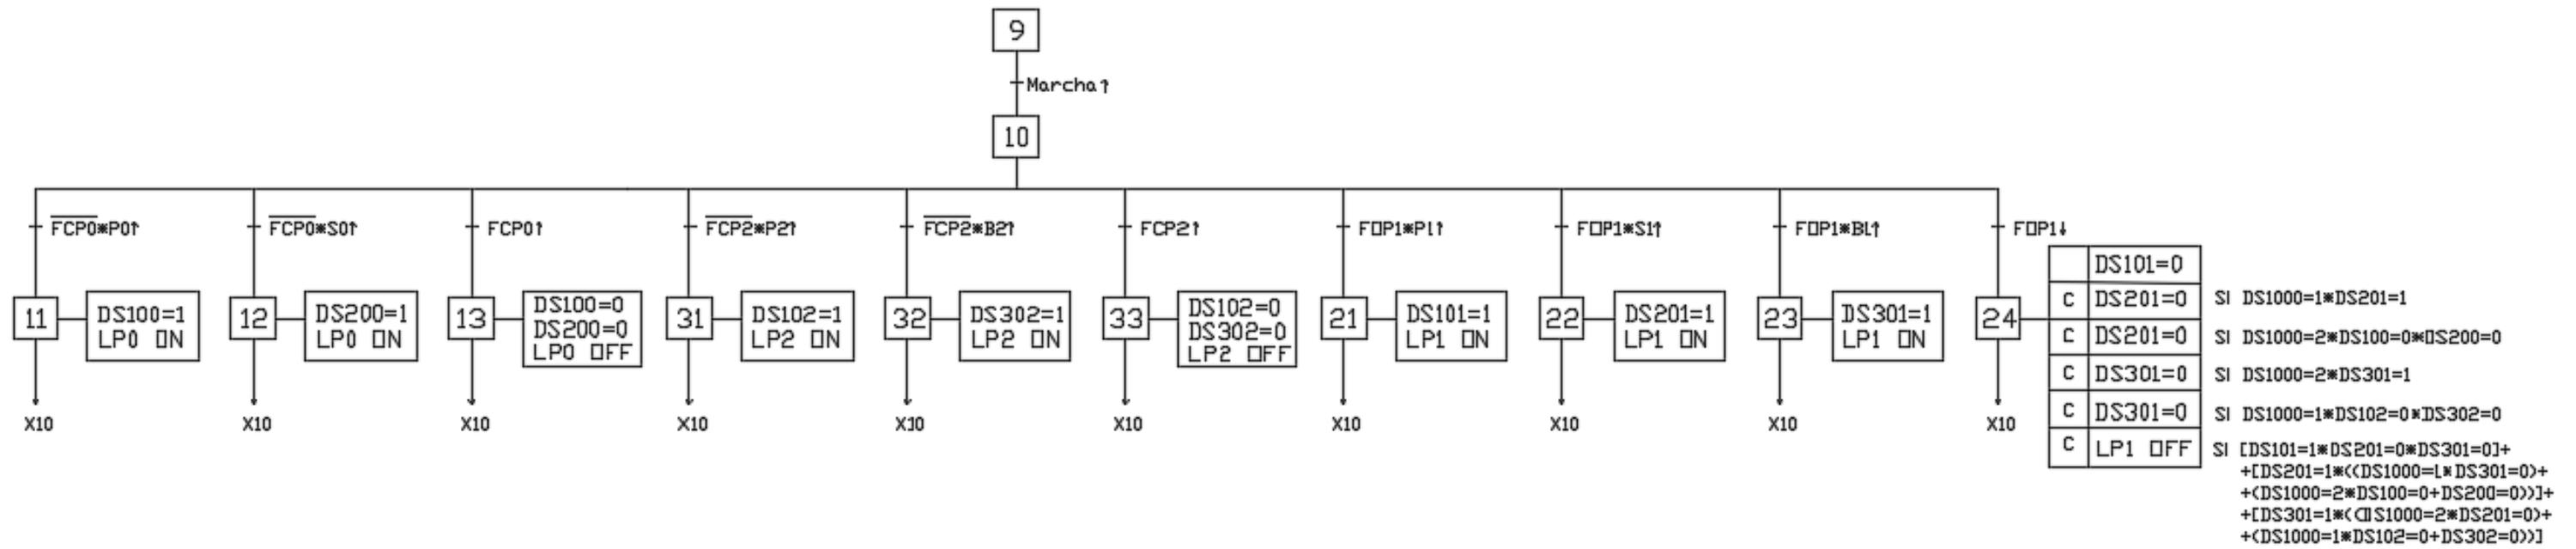 9
Marcha↑
10
F̅C̅P̅0̅*P0↑
F̅C̅P̅0̅*S0↑
FCP0↑
F̅C̅P̅2̅*P2↑
F̅C̅P̅2̅*B2↑
FCP2↑
FOP1*P1↑
FOP1*S1↑
FOP1*BL↑
FOP1↓
11
DS100=1
LP0 ON
12
DS200=1
LP0 ON
13
DS100=0
DS200=0
LP0 OFF
31
DS102=1
LP2 ON
32
DS302=1
LP2 ON
33
DS102=0
DS302=0
LP2 OFF
21
DS101=1
LP1 ON
22
DS201=1
LP1 ON
23
DS301=1
LP1 ON
24
DS101=0
C DS201=0 SI DS1000=1*DS201=1
C DS201=0 SI DS1000=2*DS100=0*DS200=0
C DS301=0 SI DS1000=2*DS301=1
C DS301=0 SI DS1000=1*DS102=0*DS302=0
C LP1 OFF SI [DS101=1*DS201=0*DS301=0]+
+[DS201=1*((DS1000=L*DS301=0)+
+(DS1000=2*DS100=0+DS200=0))]+
+[DS301=1*((DS1000=2*DS201=0)+
+(DS1000=1*DS102=0+DS302=0))]
X10
X10
X10
X10
X10
X10
X10
X10
X10
X10